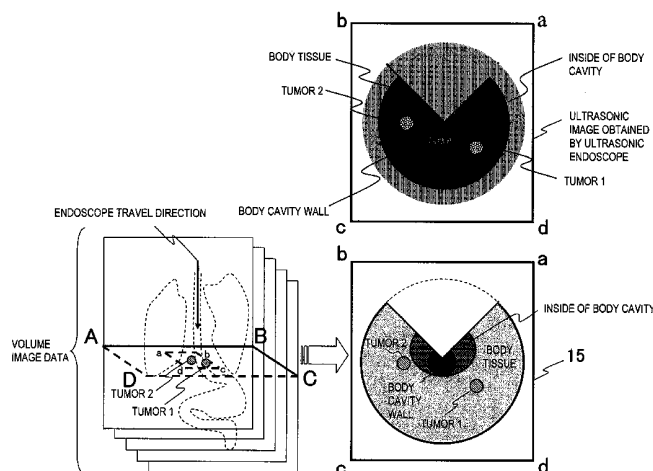 b
a
BODY TISSUE
TUMOR 2
BODY CAVITY WALL
c
d
INSIDE OF BODY
CAVITY
ULTRASONIC
IMAGE OBTAINED
BY ULTRASONIC
ENDOSCOPE
TUMOR 1
ENDOSCOPE TRAVEL DIRECTION
VOLUME
IMAGE DATA
A
B
D
C
a
b
d
c
TUMOR 2
TUMOR 1
b
a
INSIDE OF BODY CAVITY
TUMOR 2
BODY
TISSUE
BODY
CAVITY
WALL
TUMOR 1
15
c
d